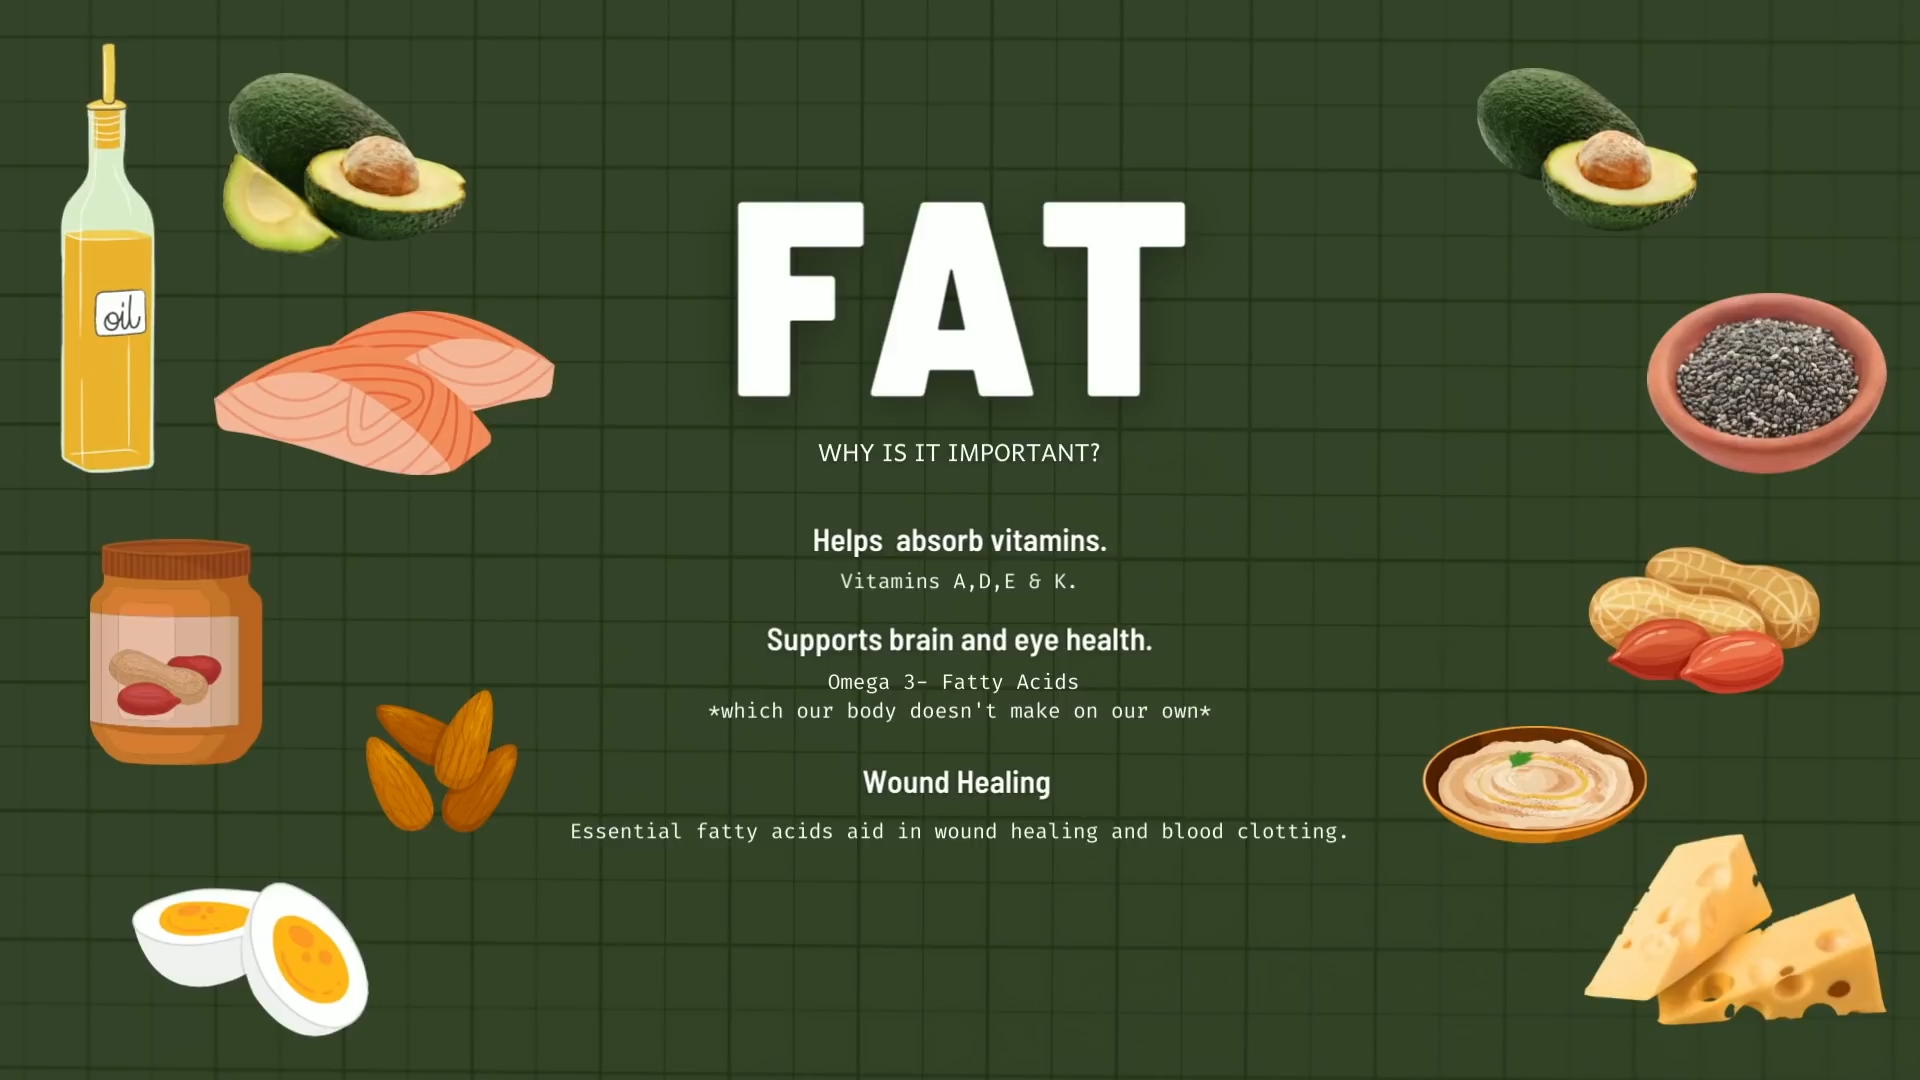 oil
FAT
WHY IS IT IMPORTANT?
Helps  absorb vitamins.
Vitamins A,D,E & K.
Supports brain and eye health.
Omega 3- Fatty Acids
*which our body doesn't make on our own*
Wound Healing
Essential fatty acids aid in wound healing and blood clotting.